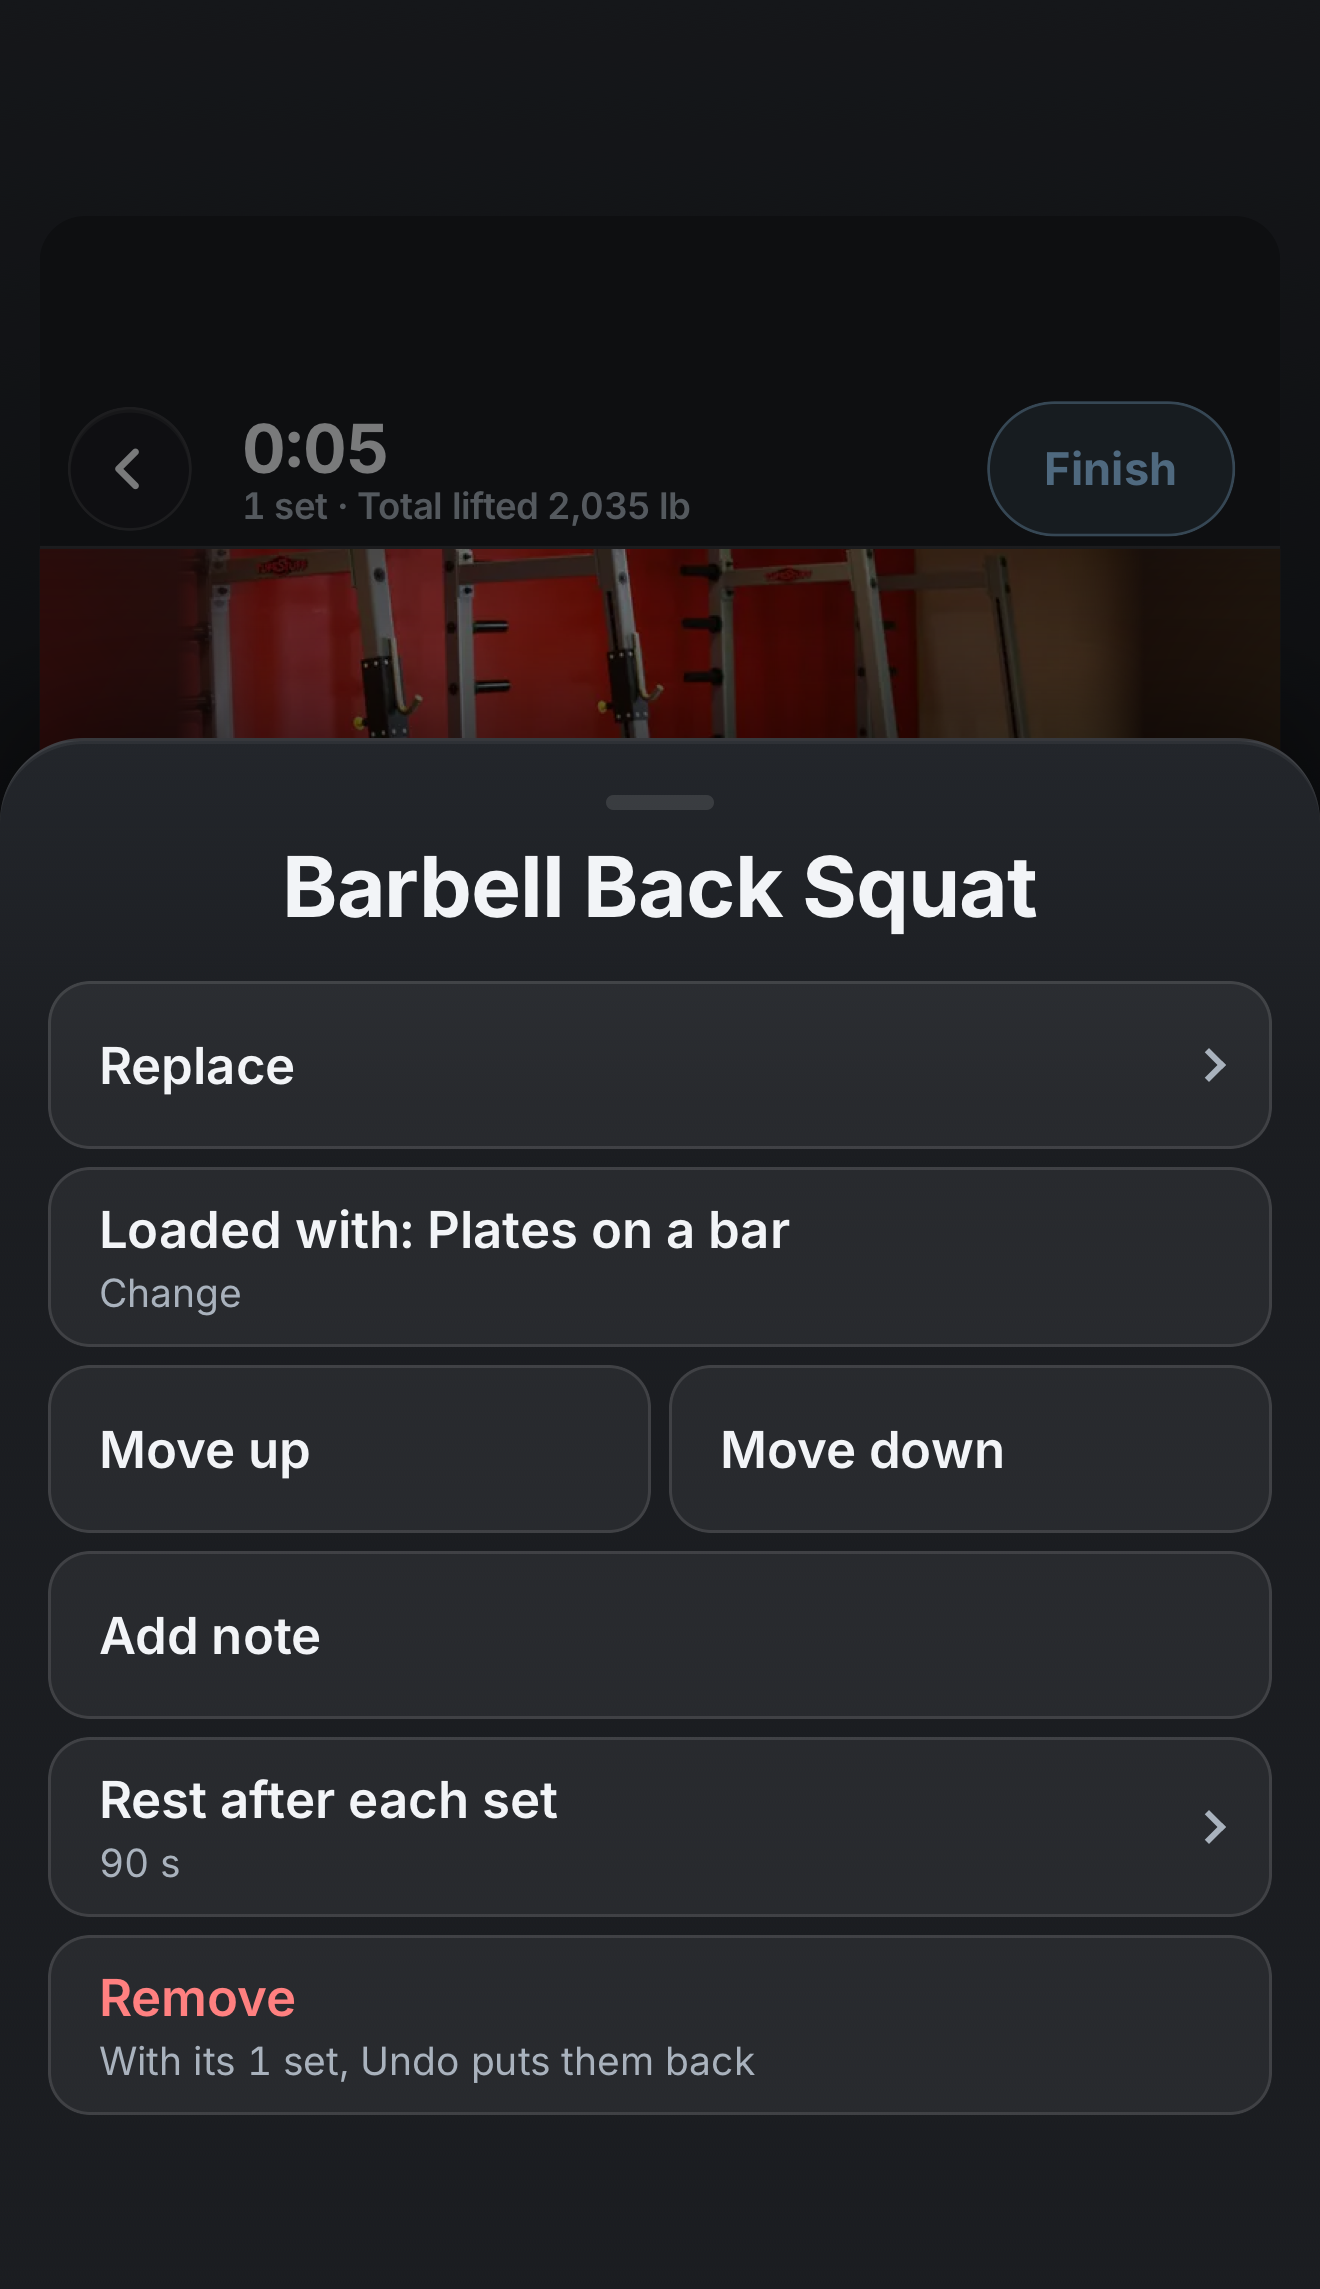 0:05
1 set · Total lifted 2,035 lb
Finish
Barbell Back Squat
Replace
Loaded with: Plates on a bar
Change
Move up
Move down
Add note
Rest after each set
90 s
Remove
With its 1 set, Undo puts them back